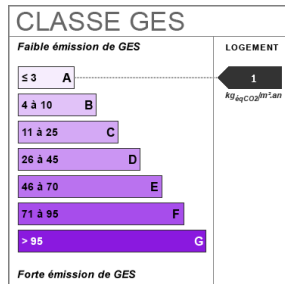 CLASSE GES
Faible émission de GES
LOGEMENT
≤ 3 A
1
kgéqCO2/m².an
4 à 10 B
11 à 25 C
26 à 45 D
46 à 70 E
71 à 95 F
> 95 G
Forte émission de GES